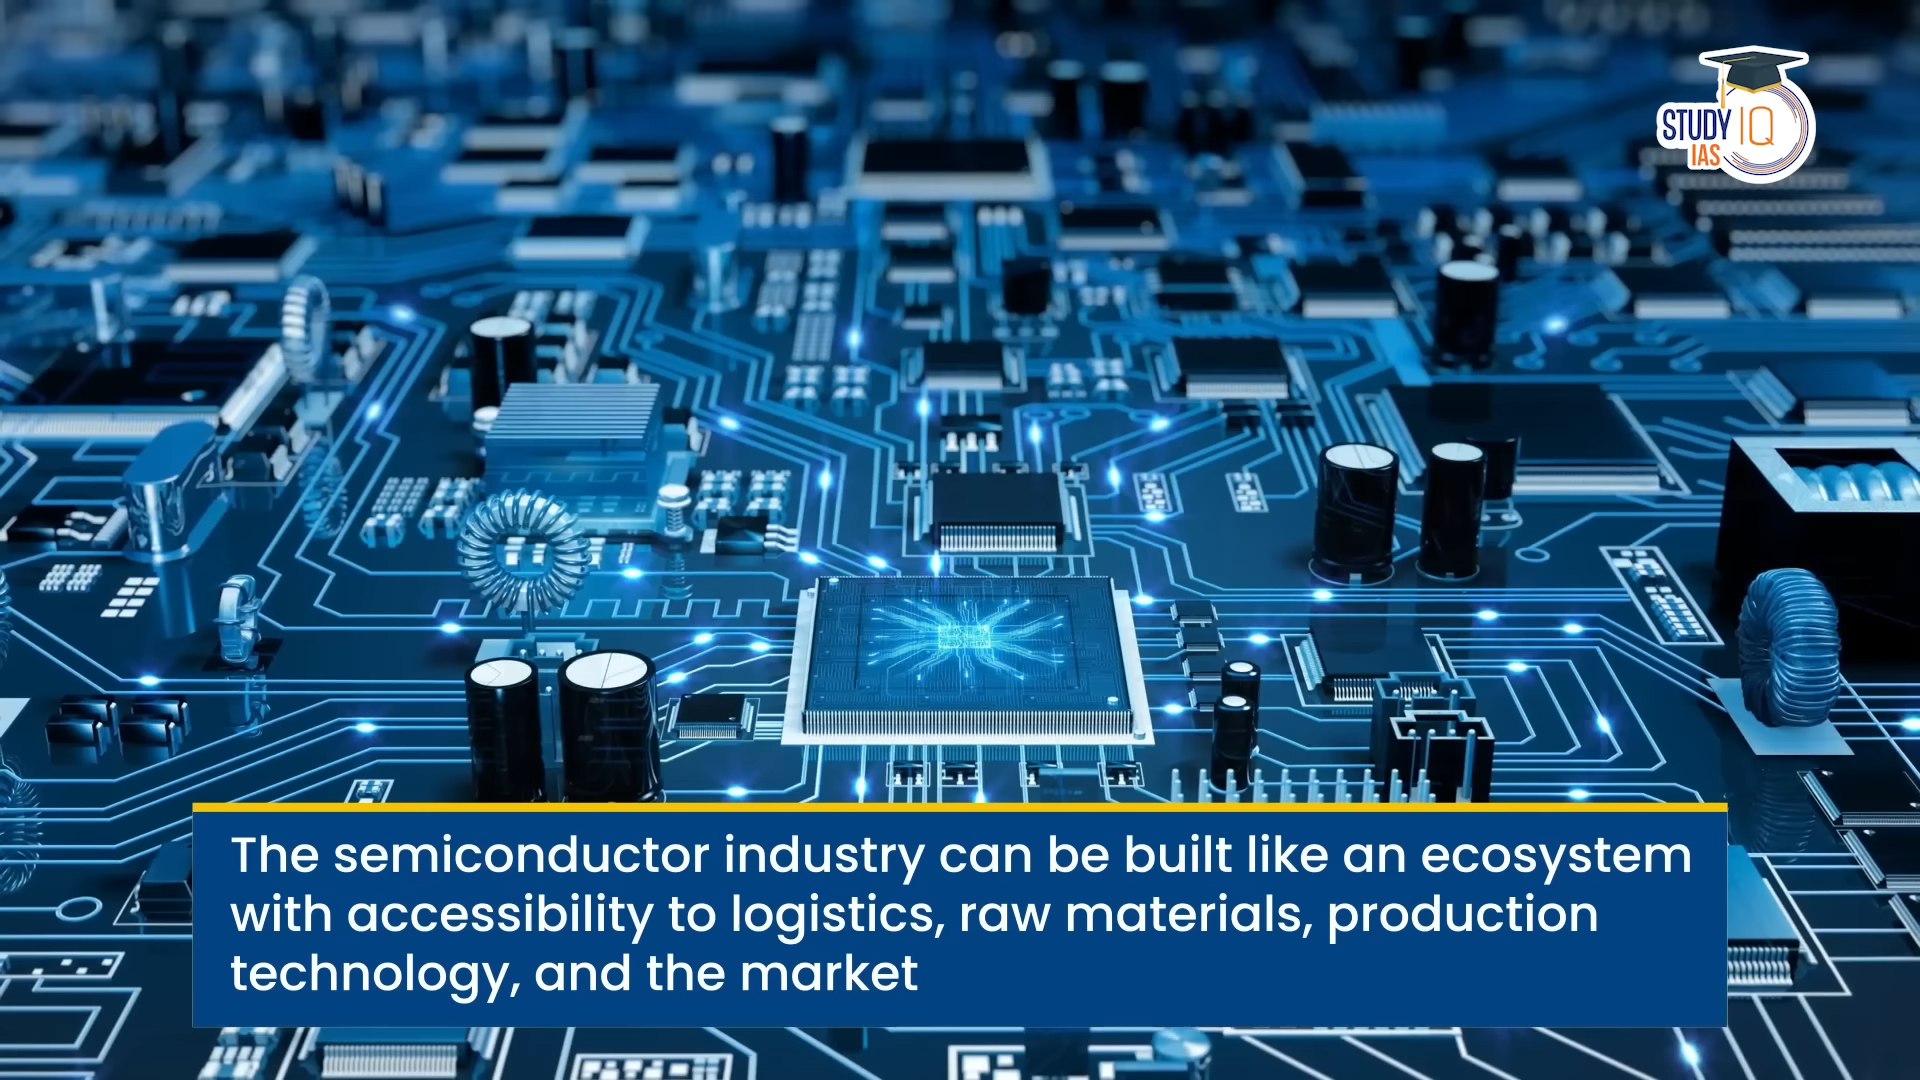 STUDY IQ
IAS
The semiconductor industry can be built like an ecosystem
with accessibility to logistics, raw materials, production
technology, and the market